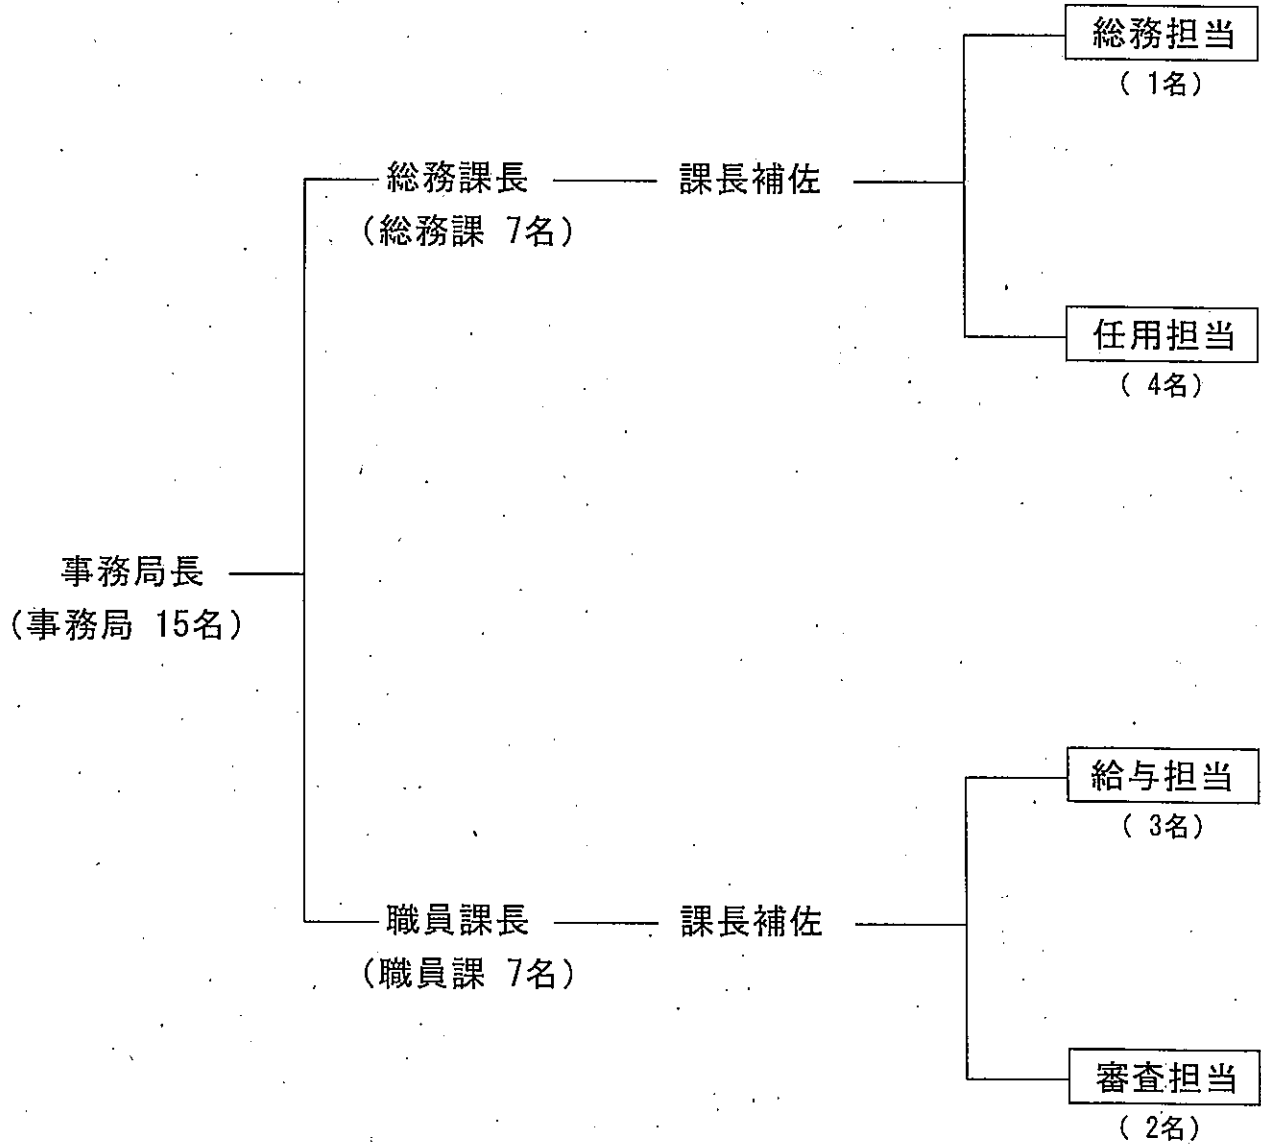 総務担当
( 1名)
総務課長
課長補佐
(総務課 7名)
任用担当
( 4名)
事務局長
(事務局 15名)
給与担当
( 3名)
職員課長
課長補佐
(職員課 7名)
審査担当
( 2名)